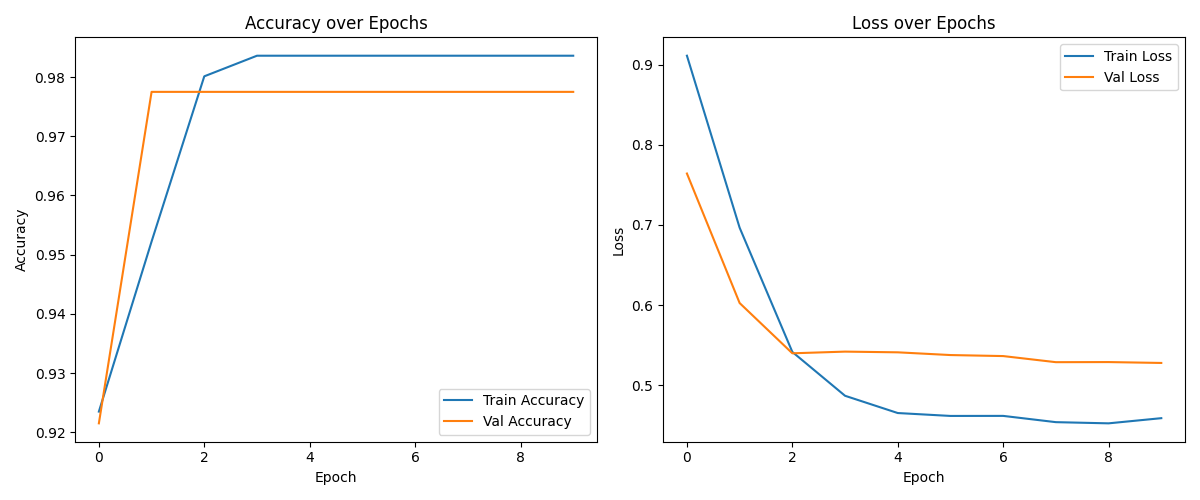 Accuracy over Epochs
Accuracy
0.98
0.97
0.96
0.95
0.94
0.93
0.92
Train Accuracy
Val Accuracy
0 2 4 6 8
Epoch
Loss over Epochs
Loss
0.9
0.8
0.7
0.6
0.5
Train Loss
Val Loss
0 2 4 6 8
Epoch